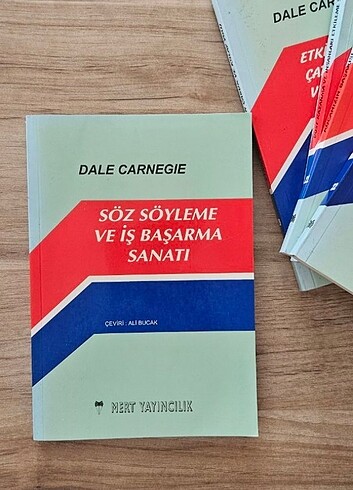 DALE CARNEGIE
SÖZ SÖYLEME
VE İŞ BAŞARMA
SANATI
ÇEVİRİ : ALİ BUCAK
MERT YAYINCILIK
DALE CAR
ETK
ÇA
V